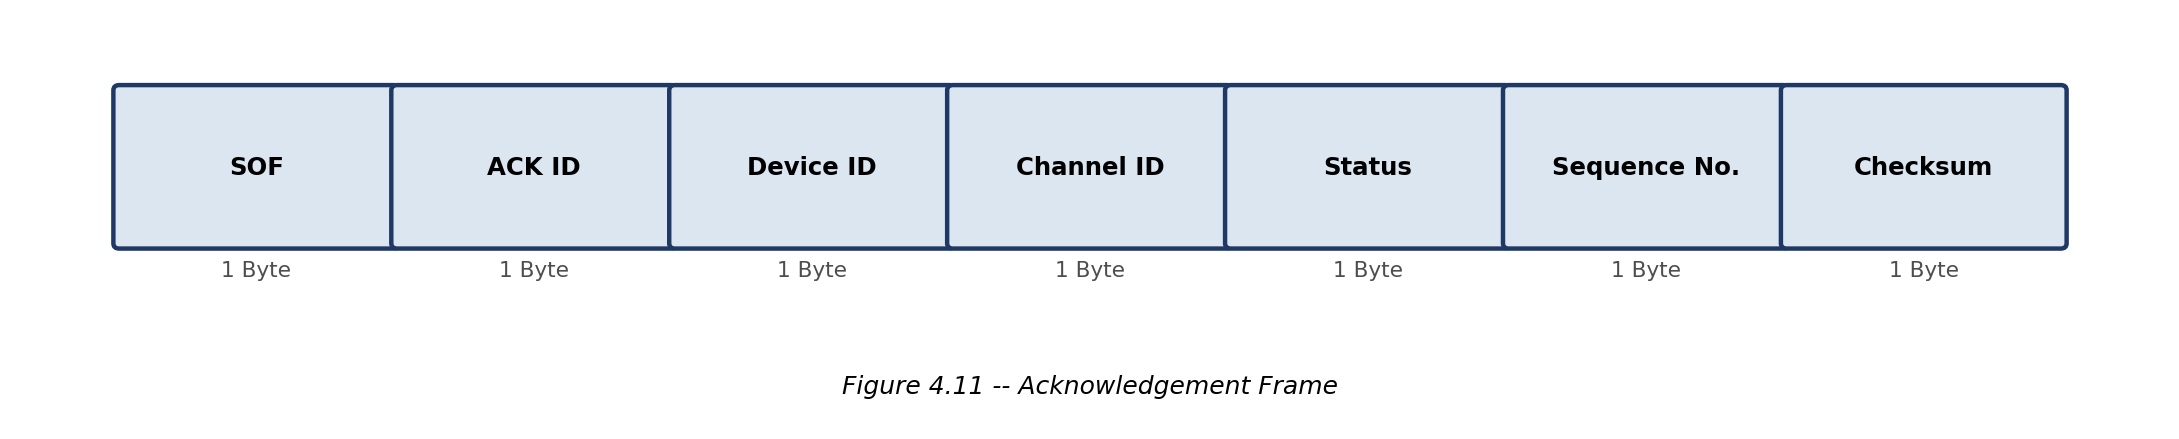 SOF ACK ID Device ID Channel ID Status Sequence No. Checksum
1 Byte 1 Byte 1 Byte 1 Byte 1 Byte 1 Byte 1 Byte
Figure 4.11 -- Acknowledgement Frame